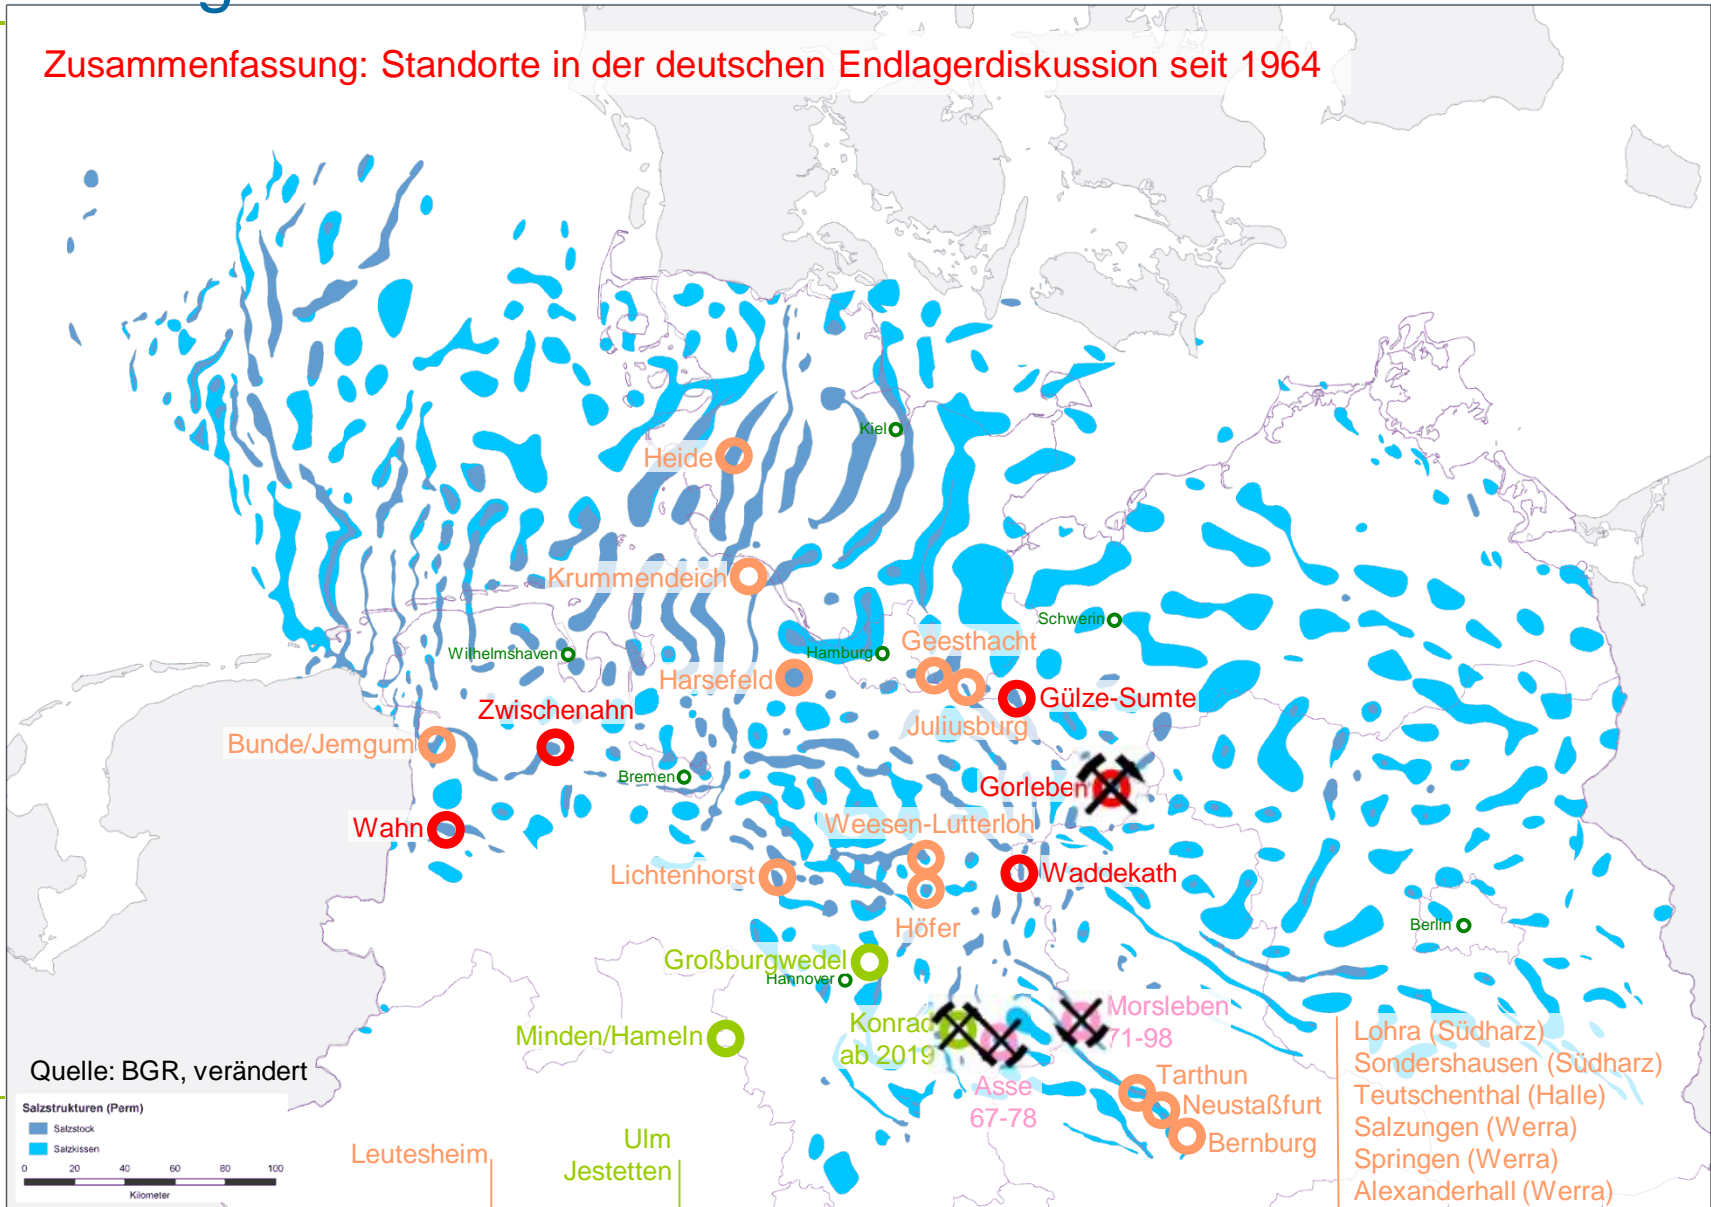 Zusammenfassung: Standorte in der deutschen Endlagerdiskussion seit 1964
Kiel
Heide
Krummendeich
Schwerin
Wilhelmshaven
Hamburg
Geesthacht
Harsefeld
Gülze-Sumte
Zwischenahn
Juliusburg
Bunde/Jemgum
Bremen
Gorleben
Wahn
Weesen-Lutterloh
Lichtenhorst
Waddekath
Höfer
Berlin
Großburgwedel
Hannover
Minden/Hameln
Konrad
ab 2019
Morsleben
71-98
Asse
67-78
Tarthun
Neustaßfurt
Bernburg
Lohra (Südharz)
Sondershausen (Südharz)
Teutschenthal (Halle)
Salzungen (Werra)
Springen (Werra)
Alexanderhall (Werra)
Quelle: BGR, verändert
Salzstrukturen (Perm)
Salzstock
Salzkissen
0 20 40 60 80 100
Kilometer
Leutesheim
Ulm
Jestetten